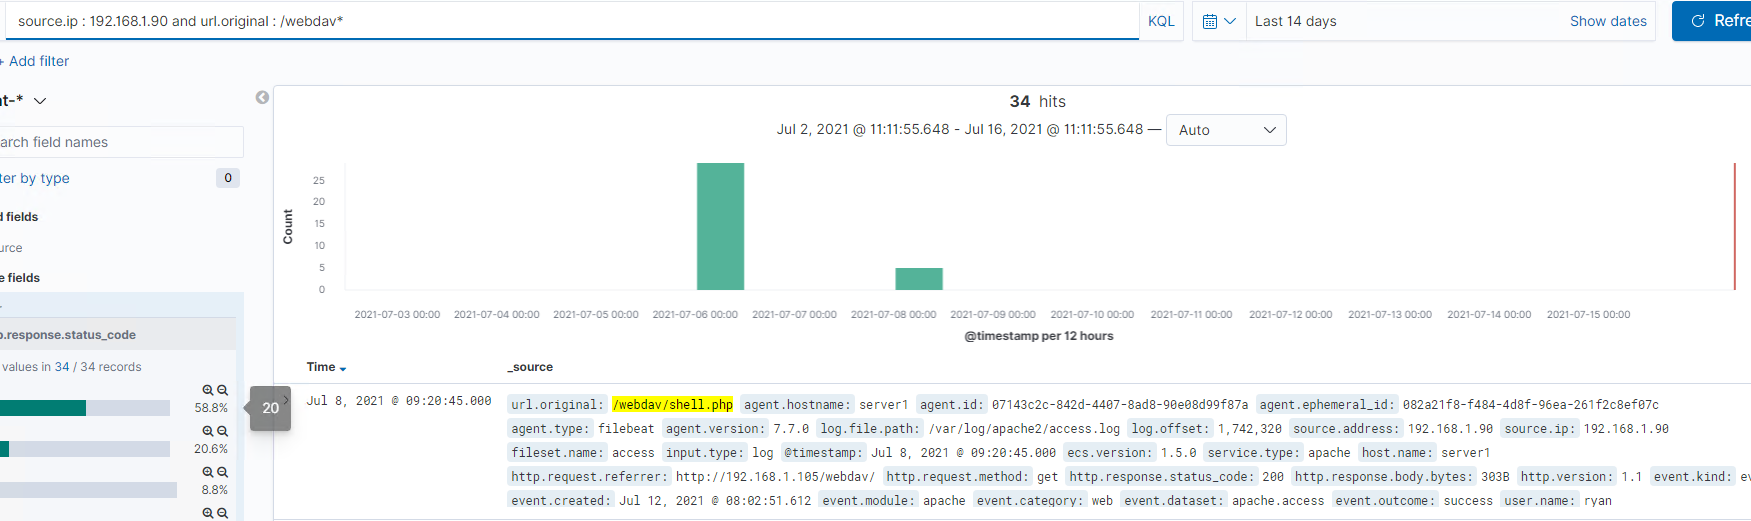 source.ip : 192.168.1.90 and url.original : /webdav*
KQL
Last 14 days
Show dates
Refre
+ Add filter
nt-*
arch field names
ter by type
0
d fields
urce
e fields
p.response.status_code
values in 34 / 34 records
58.8%
20
20.6%
8.8%
34 hits
Jul 2, 2021 @ 11:11:55.648 - Jul 16, 2021 @ 11:11:55.648 —
Auto
Count
25
20
15
10
5
0
2021-07-03 00:00 2021-07-04 00:00 2021-07-05 00:00 2021-07-06 00:00 2021-07-07 00:00 2021-07-08 00:00 2021-07-09 00:00 2021-07-10 00:00 2021-07-11 00:00 2021-07-12 00:00 2021-07-13 00:00 2021-07-14 00:00 2021-07-15 00:00
@timestamp per 12 hours
Time _source
Jul 8, 2021 @ 09:20:45.000
url.original: /webdav/shell.php agent.hostname: server1 agent.id: 07143c2c-842d-4407-8ad8-90e08d99f87a agent.ephemeral_id: 082a21f8-f484-4d8f-96ea-261f2c8ef07c
agent.type: filebeat agent.version: 7.7.0 log.file.path: /var/log/apache2/access.log log.offset: 1,742,320 source.address: 192.168.1.90 source.ip: 192.168.1.90
fileset.name: access input.type: log @timestamp: Jul 8, 2021 @ 09:20:45.000 ecs.version: 1.5.0 service.type: apache host.name: server1
http.request.referrer: http://192.168.1.105/webdav/ http.request.method: get http.response.status_code: 200 http.response.body.bytes: 303B http.version: 1.1 event.kind: ev
event.created: Jul 12, 2021 @ 08:02:51.612 event.module: apache event.category: web event.dataset: apache.access event.outcome: success user.name: ryan